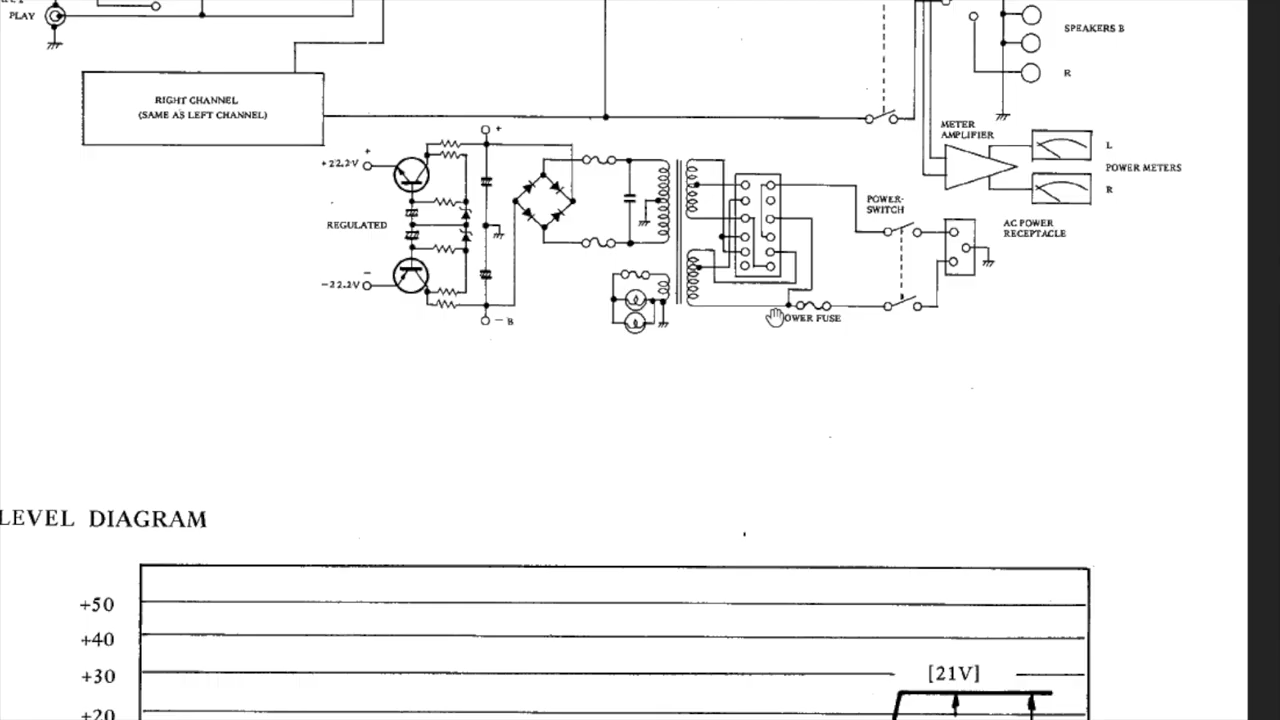 PLAY
SPEAKERS B
R
RIGHT CHANNEL
(SAME AS LEFT CHANNEL)
+
METER
AMPLIFIER
L
POWER METERS
R
+
+22.2V
REGULATED
POWER-
SWITCH
AC POWER
RECEPTACLE
−
−22.2V
− B
OWER FUSE
LEVEL DIAGRAM
+50
+40
+30
[21V]
+20